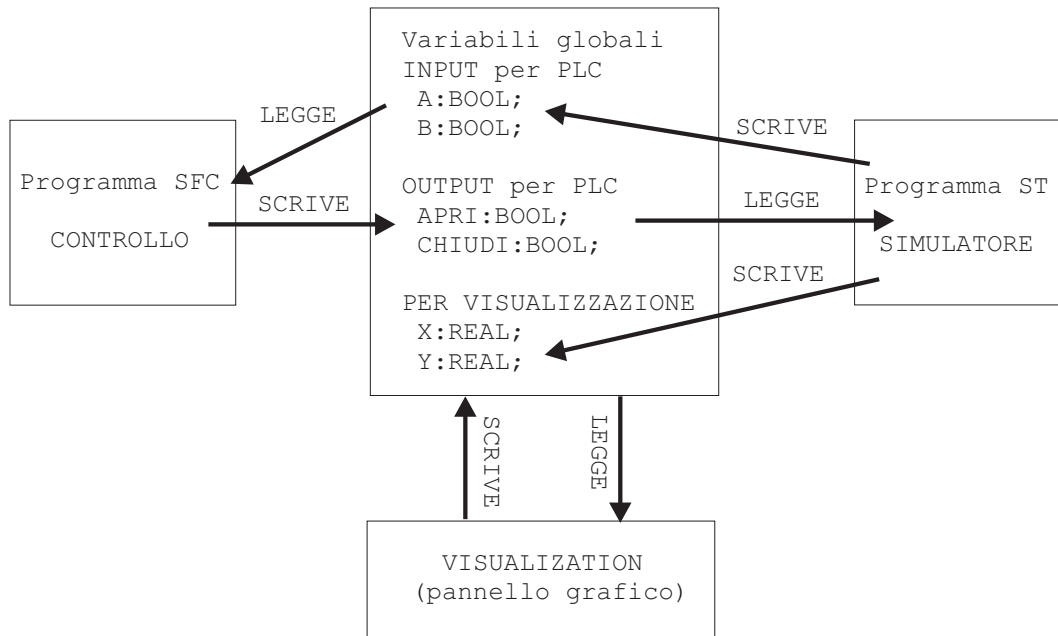 Variabili globali
INPUT per PLC
A:BOOL;
B:BOOL;
OUTPUT per PLC
APRI:BOOL;
CHIUDI:BOOL;
PER VISUALIZZAZIONE
X:REAL;
Y:REAL;
LEGGE
SCRIVE
Programma SFC
CONTROLLO
SCRIVE
LEGGE
SCRIVE
Programma ST
SIMULATORE
SCRIVE
LEGGE
VISUALIZATION
(pannello grafico)